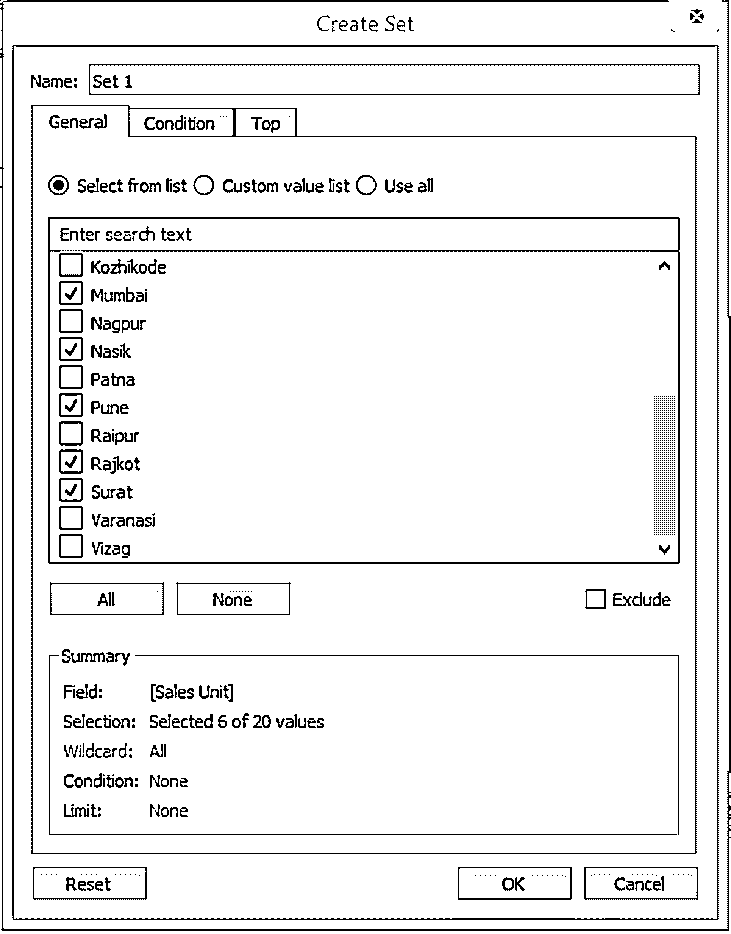 Create Set
Name: Set 1
General Condition Top
Select from list Custom value list Use all
Enter search text
Kozhikode
Mumbai
Nagpur
Nasik
Patna
Pune
Raipur
Rajkot
Surat
Varanasi
Vizag
All None Exclude
Summary
Field: [Sales Unit]
Selection: Selected 6 of 20 values
Wildcard: All
Condition: None
Limit: None
Reset OK Cancel